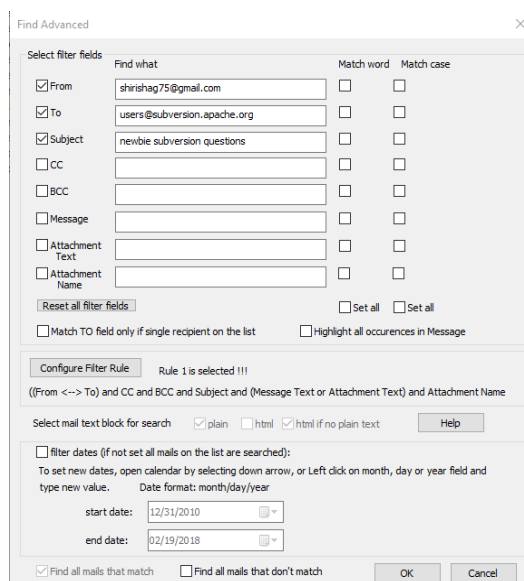 Find Advanced
Select filter fields
Find what Match word Match case
From shirishag75@gmail.com
To users@subversion.apache.org
Subject newbie subversion questions
CC
BCC
Message
Attachment
Text
Attachment
Name
Reset all filter fields Set all Set all
Match TO field only if single recipient on the list Highlight all occurences in Message
Configure Filter Rule Rule 1 is selected !!!
((From <--> To) and CC and BCC and Subject and (Message Text or Attachment Text) and Attachment Name
Select mail text block for search plain html html if no plain text Help
filter dates (if not set all mails on the list are searched):
To set new dates, open calendar by selecting down arrow, or Left click on month, day or year field and
type new value. Date format: month/day/year
start date: 12/31/2010
end date: 02/19/2018
Find all mails that match Find all mails that don't match OK Cancel